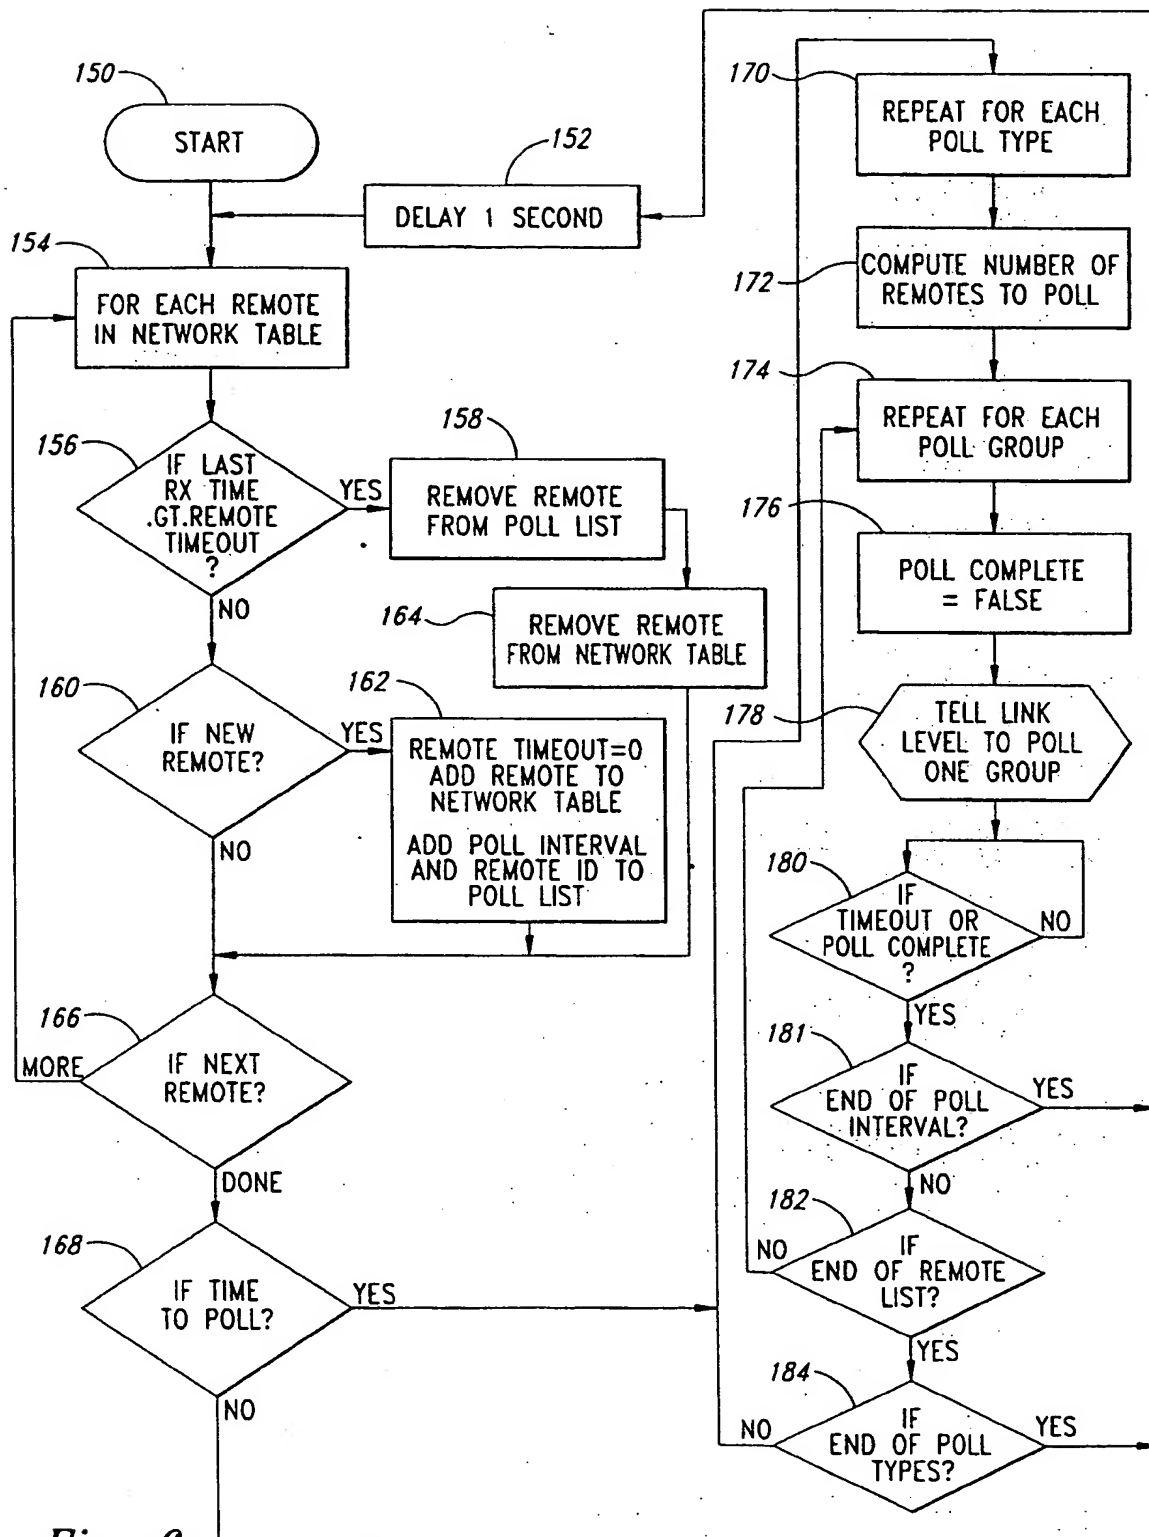 150
START
152
DELAY 1 SECOND
154
FOR EACH REMOTE
IN NETWORK TABLE
156
IF LAST
RX TIME
.GT.REMOTE
TIMEOUT
?
YES
NO
158
REMOVE REMOTE
FROM POLL LIST
164
REMOVE REMOTE
FROM NETWORK TABLE
160
IF NEW
REMOTE?
YES
NO
162
REMOTE TIMEOUT=0
ADD REMOTE TO
NETWORK TABLE
ADD POLL INTERVAL
AND REMOTE ID TO
POLL LIST
166
IF NEXT
REMOTE?
MORE
DONE
168
IF TIME
TO POLL?
YES
NO
170
REPEAT FOR EACH
POLL TYPE
172
COMPUTE NUMBER OF
REMOTES TO POLL
174
REPEAT FOR EACH
POLL GROUP
176
POLL COMPLETE
= FALSE
178
TELL LINK
LEVEL TO POLL
ONE GROUP
180
IF
TIMEOUT OR
POLL COMPLETE
?
NO
YES
181
IF
END OF POLL
INTERVAL?
YES
NO
182
IF
END OF REMOTE
LIST?
NO
YES
184
IF
END OF POLL
TYPES?
NO
YES